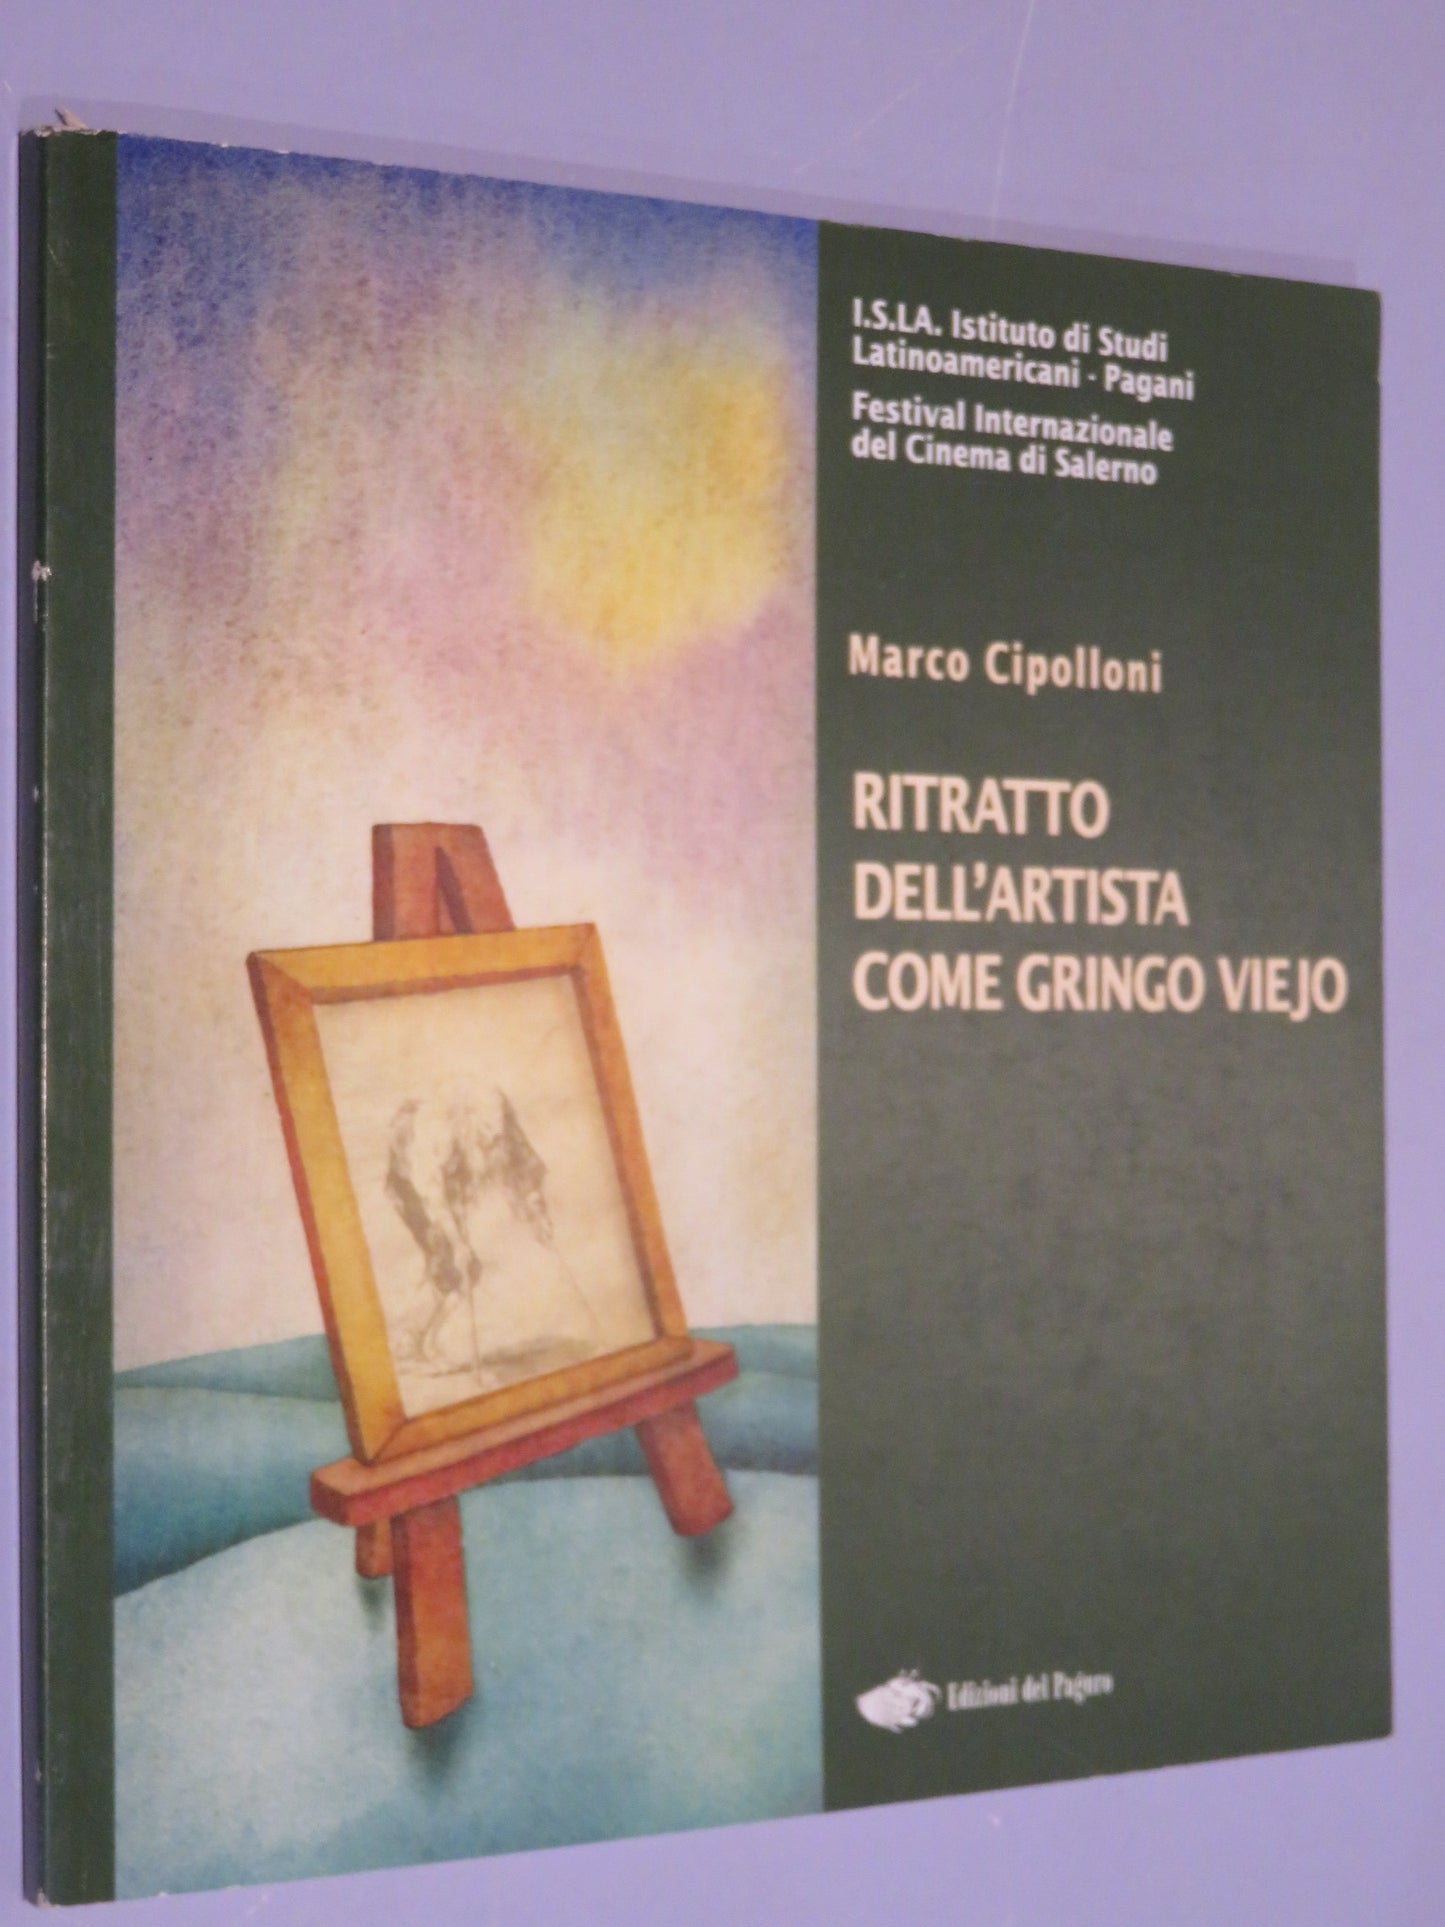 I.S.LA. Istituto di Studi
Latinoamericani - Pagani
Festival Internazionale
del Cinema di Salerno
Marco Cipolloni
RITRATTO
DELL'ARTISTA
COME GRINGO VIEJO
Edizioni del Paguro